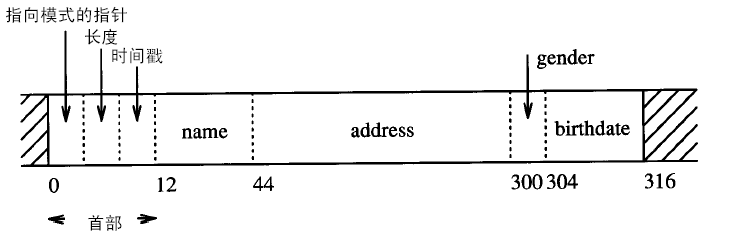 指向模式的指针
长度
时间戳
gender
name
address
birthdate
0
12
44
300
304
316
首部